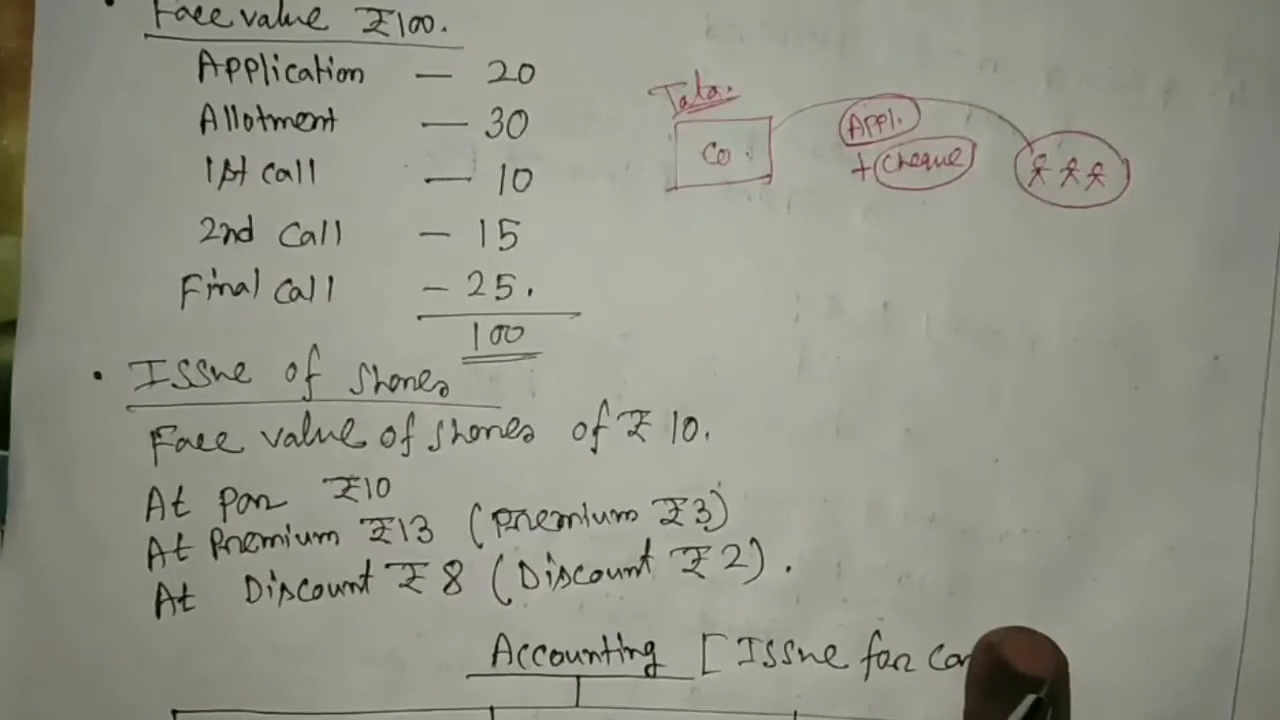 Face value ₹100.
Application — 20
Allotment — 30
1st call — 10
2nd call — 15
Final call — 25.
100
Tata.
Co.
Appl.
+ cheque
• Issue of shares
Face value of shares of ₹ 10.
At par ₹10
At Premium ₹13 (Premium ₹3)
At Discount ₹8 (Discount ₹2).
Accounting [Issue for